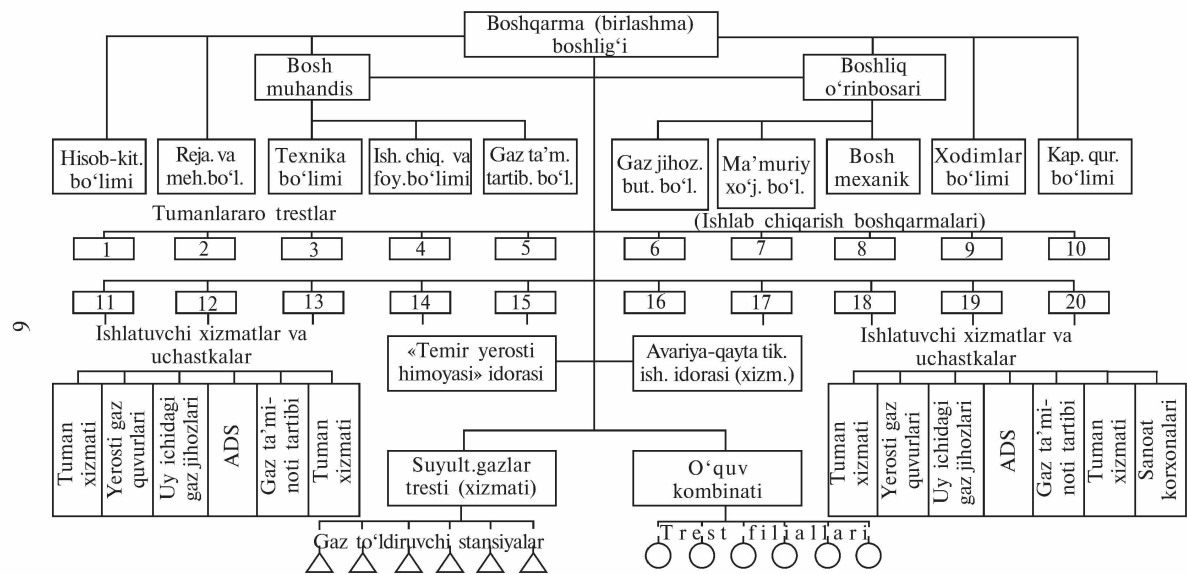 Boshqarma (birlashma)
boshlig‘i
Bosh
muhandis
Boshliq
o‘rinbosari
Hisob-kit.
bo‘limi
Reja. va
meh.bo‘l.
Texnika
bo‘limi
Ish. chiq. va
foy.bo‘limi
Gaz ta’m.
tartib. bo‘l.
Gaz jihoz.
but. bo‘l.
Ma’muriy
xo‘j. bo‘l.
Bosh
mexanik
Xodimlar
bo‘limi
Kap. qur.
bo‘limi
Tumanlararo trestlar
(Ishlab chiqarish boshqarmalari)
1 2 3 4 5 6 7 8 9 10
11 12 13 14 15 16 17 18 19 20
9
Ishlatuvchi xizmatlar va
uchastkalar
«Temir yerosti
himoyasi» idorasi
Avariya-qayta tik.
ish. idorasi (xizm.)
Ishlatuvchi xizmatlar va
uchastkalar
Tuman
xizmati
Yerosti gaz
quvurlari
Uy ichidagi
gaz jihozlari
ADS
Gaz ta’mi-
noti tartibi
Tuman
xizmati
Suyult.gazlar
tresti (xizmati)
O‘quv
kombinati
Tuman
xizmati
Yerosti gaz
quvurlari
Uy ichidagi
gaz jihozlari
ADS
Gaz ta’mi-
noti tartibi
Tuman
xizmati
Sanoat
korxonalari
Gaz to‘ldiruvchi stansiyalar
Trest filiallari